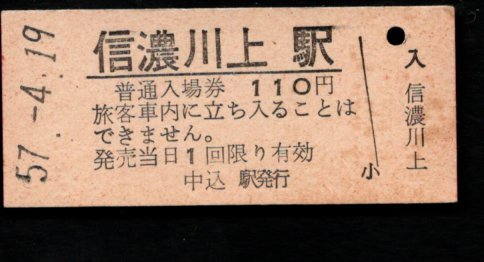 57.-4.19
信濃川上駅
普通入場券 110円
旅客車内に立ち入ることは
できません。
発売当日1回限り有効
中込駅発行
小
入 信濃川上